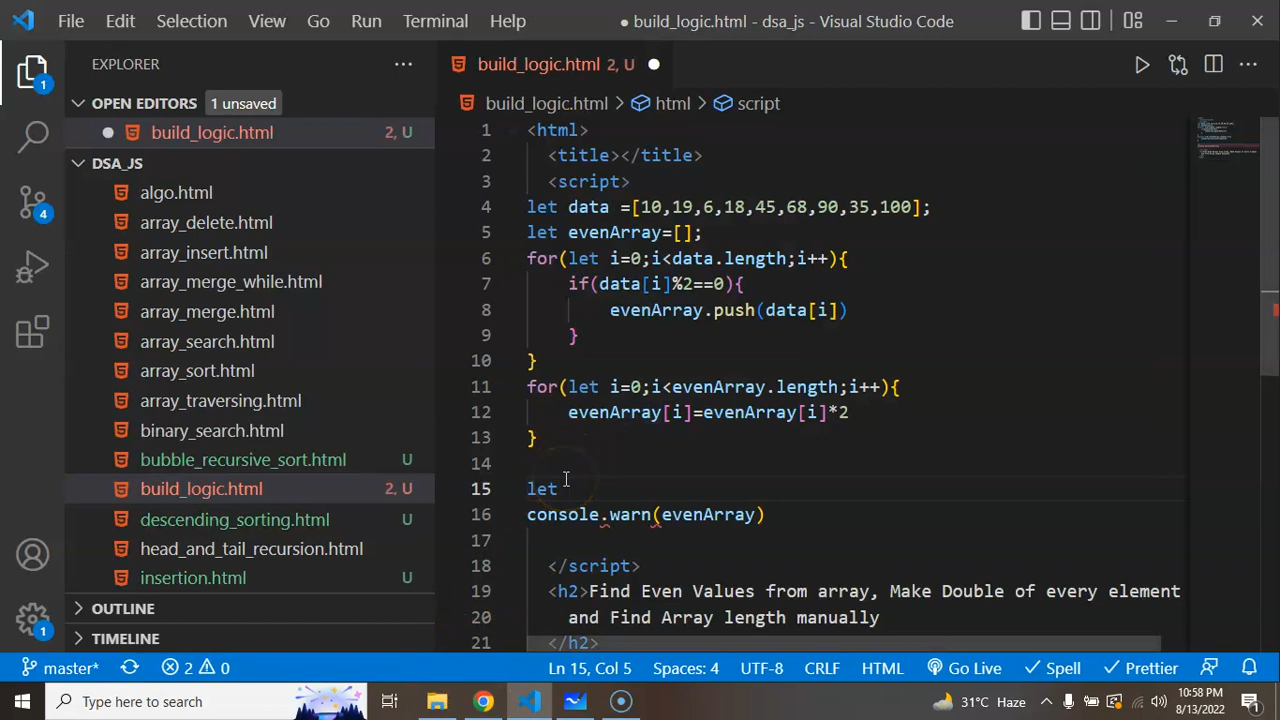 File Edit Selection View Go Run Terminal Help
● build_logic.html - dsa_js - Visual Studio Code
EXPLORER
OPEN EDITORS 1 unsaved
build_logic.html 2, U
DSA_JS
algo.html
array_delete.html
array_insert.html
array_merge_while.html
array_merge.html
array_search.html
array_sort.html
array_traversing.html
binary_search.html
bubble_recursive_sort.html U
build_logic.html 2, U
descending_sorting.html U
head_and_tail_recursion.html
insertion.html U
OUTLINE
TIMELINE
1
4
1
build_logic.html 2, U
build_logic.html > html > script
1 <html>
2 <title></title>
3 <script>
4 let data =[10,19,6,18,45,68,90,35,100];
5 let evenArray=[];
6 for(let i=0;i<data.length;i++){
7 if(data[i]%2==0){
8 evenArray.push(data[i])
9 }
10 }
11 for(let i=0;i<evenArray.length;i++){
12 evenArray[i]=evenArray[i]*2
13 }
14
15 let
16 console.warn(evenArray)
17
18 </script>
19 <h2>Find Even Values from array, Make Double of every element
20 and Find Array length manually
21 </h2>
master* 2 0 Ln 15, Col 5 Spaces: 4 UTF-8 CRLF HTML Go Live Spell Prettier
Type here to search
31°C Haze
10:58 PM
8/13/2022
1